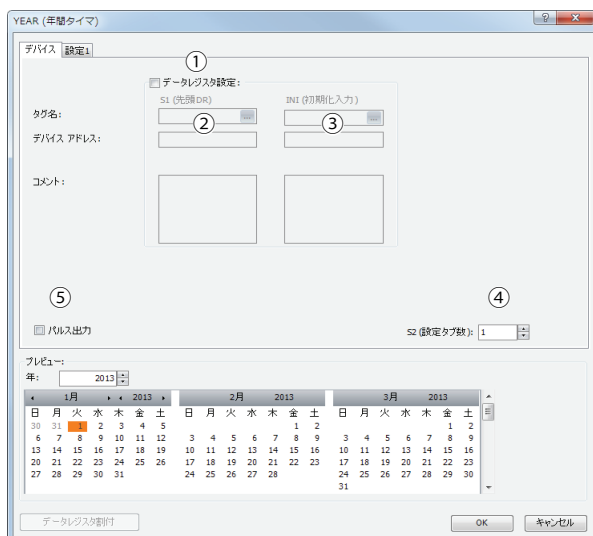 YEAR (年間タイマ)
デバイス 設定1
①
データレジスタ設定:
S1 (先頭DR) INI (初期化入力)
タグ名: ② ③
デバイス アドレス:
コメント:
⑤ ④
パルス出力 S2 (設定タブ数): 1
プレビュー:
年: 2013
1月 2013 2月 2013 3月 2013
日 月 火 水 木 金 土 日 月 火 水 木 金 土 日 月 火 水 木 金 土
30 31 1 2 3 4 5 1 2 1 2
6 7 8 9 10 11 12 3 4 5 6 7 8 9 3 4 5 6 7 8 9
13 14 15 16 17 18 19 10 11 12 13 14 15 16 10 11 12 13 14 15 16
20 21 22 23 24 25 26 17 18 19 20 21 22 23 17 18 19 20 21 22 23
27 28 29 30 31 24 25 26 27 28 24 25 26 27 28 29 30
31
データレジスタ割付 OK キャンセル